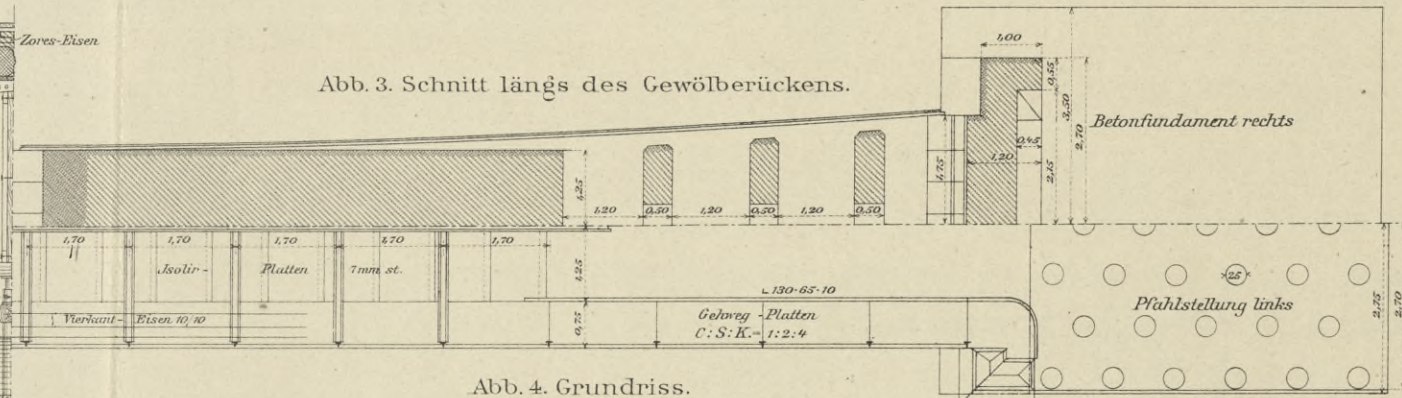 Zores-Eisen
Abb. 3. Schnitt längs des Gewölberückens.
1,00
0,55
3,50
2,70
Betonfundament rechts
0,45
1,20
1,75
2,15
1,25
1,20
0,50
1,20
0,50
1,20
0,50
1,70
1,70
1,70
1,70
1,70
Isolir-
Platten
7mm st.
1,25
∟130·65·10
25
Pfahlstellung links
2,75
2,70
Vierkant-Eisen 10/10
0,75
Gehweg-Platten
C:S:K.= 1:2:4
Abb. 4. Grundriss.